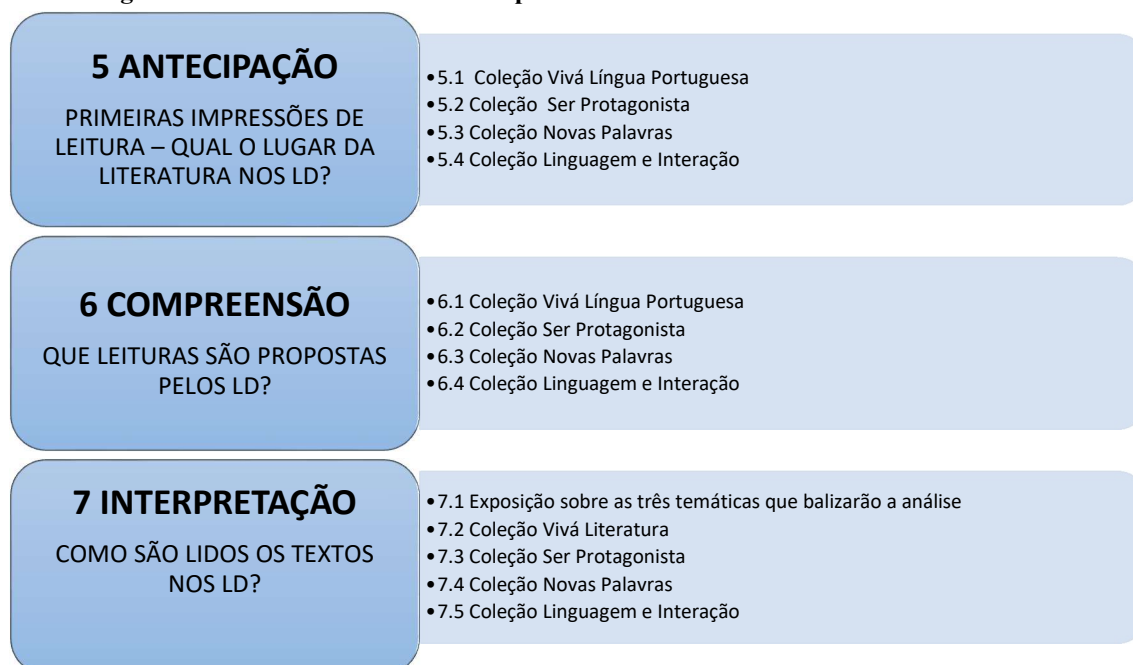 5 ANTECIPAÇÃO
PRIMEIRAS IMPRESSÕES DE
LEITURA – QUAL O LUGAR DA
LITERATURA NOS LD?
•5.1 Coleção Vivá Língua Portuguesa
•5.2 Coleção Ser Protagonista
•5.3 Coleção Novas Palavras
•5.4 Coleção Linguagem e Interação
6 COMPREENSÃO
QUE LEITURAS SÃO PROPOSTAS
PELOS LD?
•6.1 Coleção Vivá Língua Portuguesa
•6.2 Coleção Ser Protagonista
•6.3 Coleção Novas Palavras
•6.4 Coleção Linguagem e Interação
7 INTERPRETAÇÃO
COMO SÃO LIDOS OS TEXTOS
NOS LD?
•7.1 Exposição sobre as três temáticas que balizarão a análise
•7.2 Coleção Vivá Literatura
•7.3 Coleção Ser Protagonista
•7.4 Coleção Novas Palavras
•7.5 Coleção Linguagem e Interação